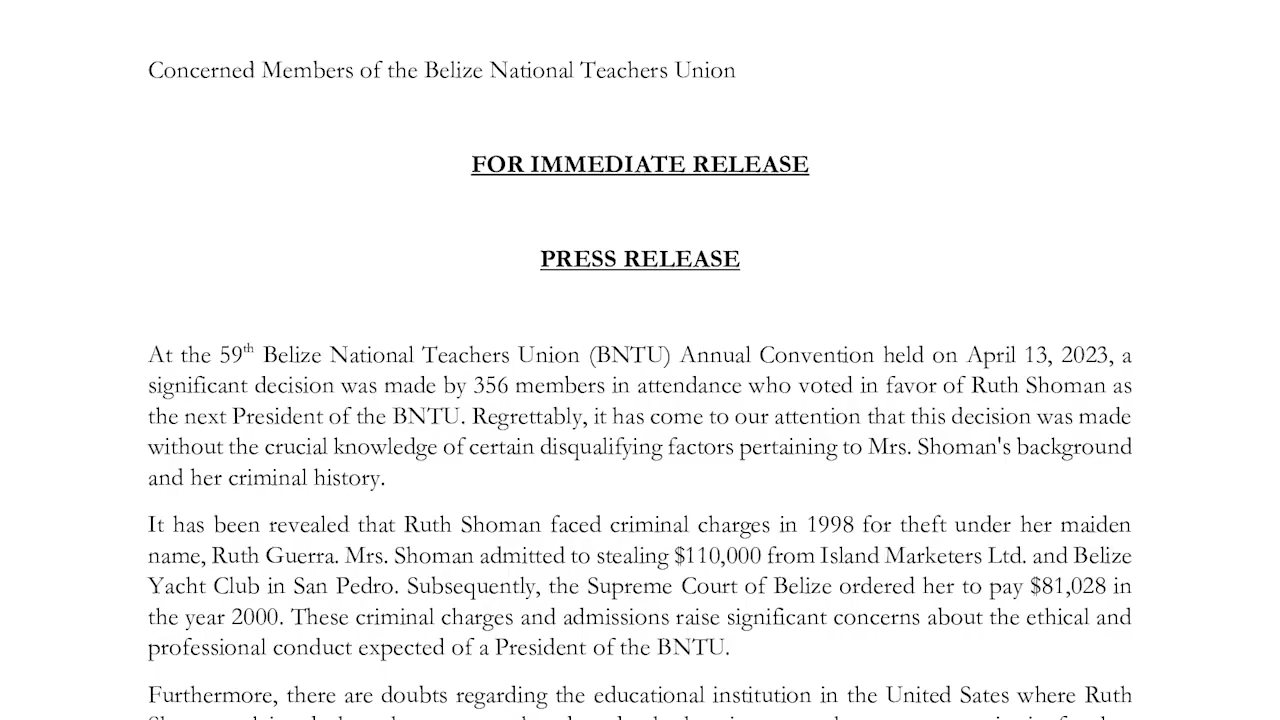 Concerned Members of the Belize National Teachers Union
FOR IMMEDIATE RELEASE
PRESS RELEASE
At the 59th Belize National Teachers Union (BNTU) Annual Convention held on April 13, 2023, a
significant decision was made by 356 members in attendance who voted in favor of Ruth Shoman as
the next President of the BNTU. Regrettably, it has come to our attention that this decision was made
without the crucial knowledge of certain disqualifying factors pertaining to Mrs. Shoman's background
and her criminal history.
It has been revealed that Ruth Shoman faced criminal charges in 1998 for theft under her maiden
name, Ruth Guerra. Mrs. Shoman admitted to stealing $110,000 from Island Marketers Ltd. and Belize
Yacht Club in San Pedro. Subsequently, the Supreme Court of Belize ordered her to pay $81,028 in
the year 2000. These criminal charges and admissions raise significant concerns about the ethical and
professional conduct expected of a President of the BNTU.
Furthermore, there are doubts regarding the educational institution in the United Sates where Ruth